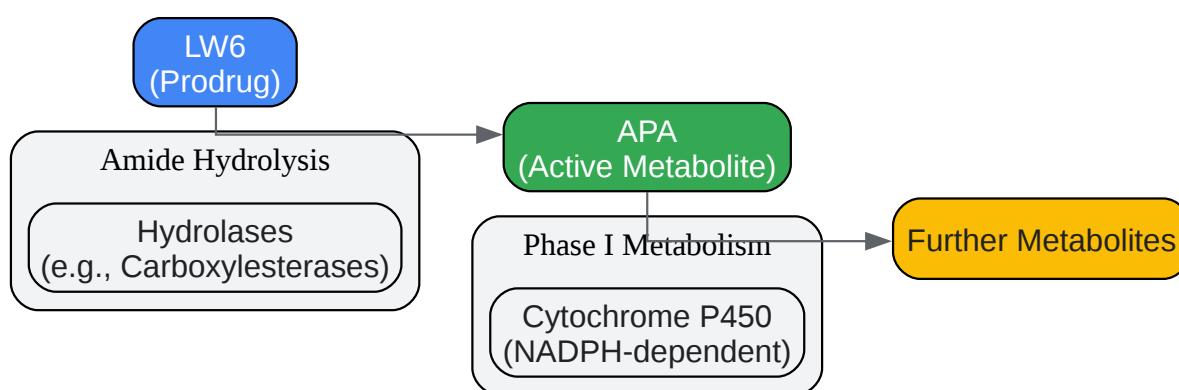 LW6
(Prodrug)
Amide Hydrolysis
Hydrolases
(e.g., Carboxylesterases)
APA
(Active Metabolite)
Phase I Metabolism
Cytochrome P450
(NADPH-dependent)
Further Metabolites